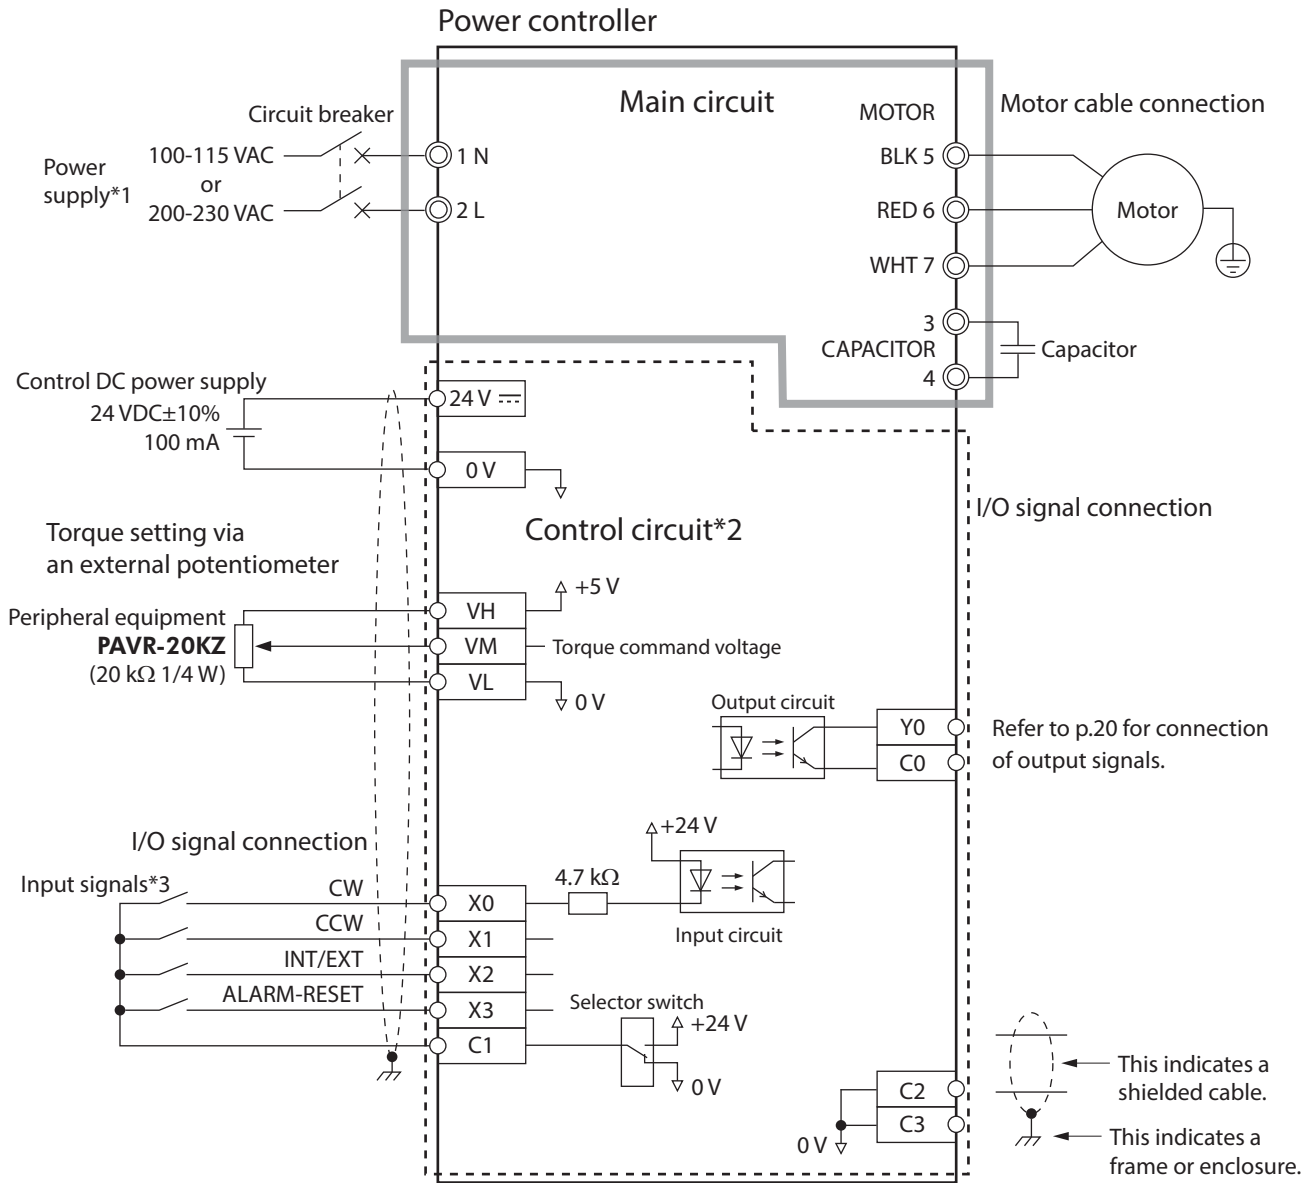 Power controller
Main circuit
Circuit breaker
Power
supply*1
100-115 VAC
or
200-230 VAC
1 N
2 L
MOTOR
BLK 5
RED 6
WHT 7
3
CAPACITOR
4
Motor cable connection
Motor
Capacitor
Control DC power supply
24 VDC±10%
100 mA
24 V
0 V
Control circuit*2
I/O signal connection
Torque setting via
an external potentiometer
Peripheral equipment
PAVR-20KZ
(20 kΩ 1/4 W)
VH
VM
VL
+5 V
Torque command voltage
0 V
Output circuit
Y0
C0
Refer to p.20 for connection
of output signals.
I/O signal connection
Input signals*3
CW
CCW
INT/EXT
ALARM-RESET
X0
X1
X2
X3
C1
4.7 kΩ
+24 V
Input circuit
Selector switch
+24 V
0 V
C2
C3
0 V
This indicates a
shielded cable.
This indicates a
frame or enclosure.